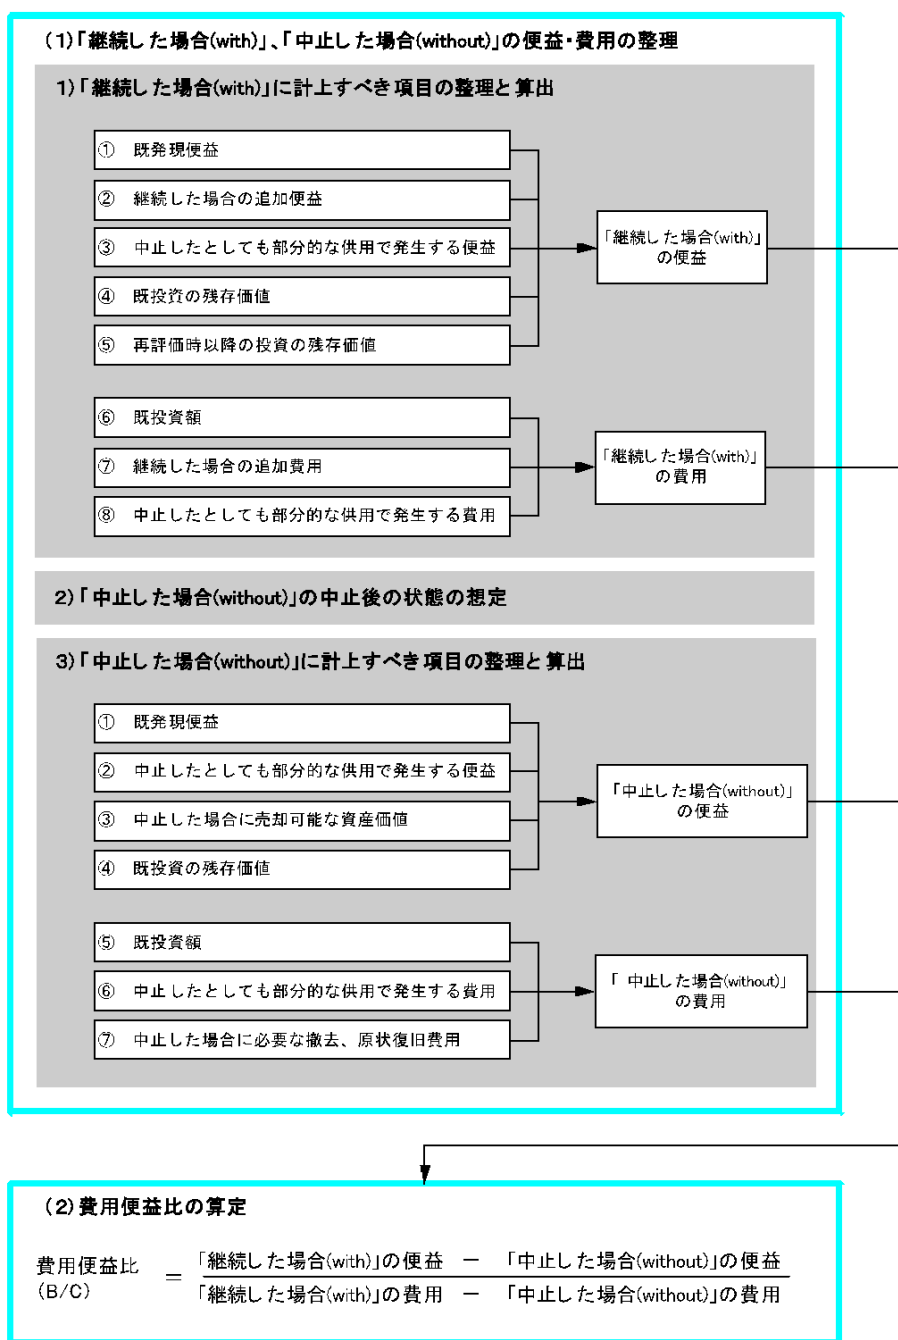 (1)「継続した場合(with)」、「中止した場合(without)」の便益・費用の整理
1)「継続した場合(with)」に計上すべき項目の整理と算出
① 既発現便益
② 継続した場合の追加便益
③ 中止したとしても部分的な供用で発生する便益
④ 既投資の残存価値
⑤ 再評価時以降の投資の残存価値
「継続した場合(with)」
の便益
⑥ 既投資額
⑦ 継続した場合の追加費用
⑧ 中止したとしても部分的な供用で発生する費用
「継続した場合(with)」
の費用
2)「中止した場合(without)」の中止後の状態の想定
3)「中止した場合(without)」に計上すべき項目の整理と算出
① 既発現便益
② 中止したとしても部分的な供用で発生する便益
③ 中止した場合に売却可能な資産価値
④ 既投資の残存価値
「中止した場合(without)」
の便益
⑤ 既投資額
⑥ 中止したとしても部分的な供用で発生する費用
⑦ 中止した場合に必要な撤去、原状復旧費用
「中止した場合(without)」
の費用
(2)費用便益比の算定
費用便益比
(B/C)
=
「継続した場合(with)」の便益 － 「中止した場合(without)」の便益
「継続した場合(with)」の費用 － 「中止した場合(without)」の費用